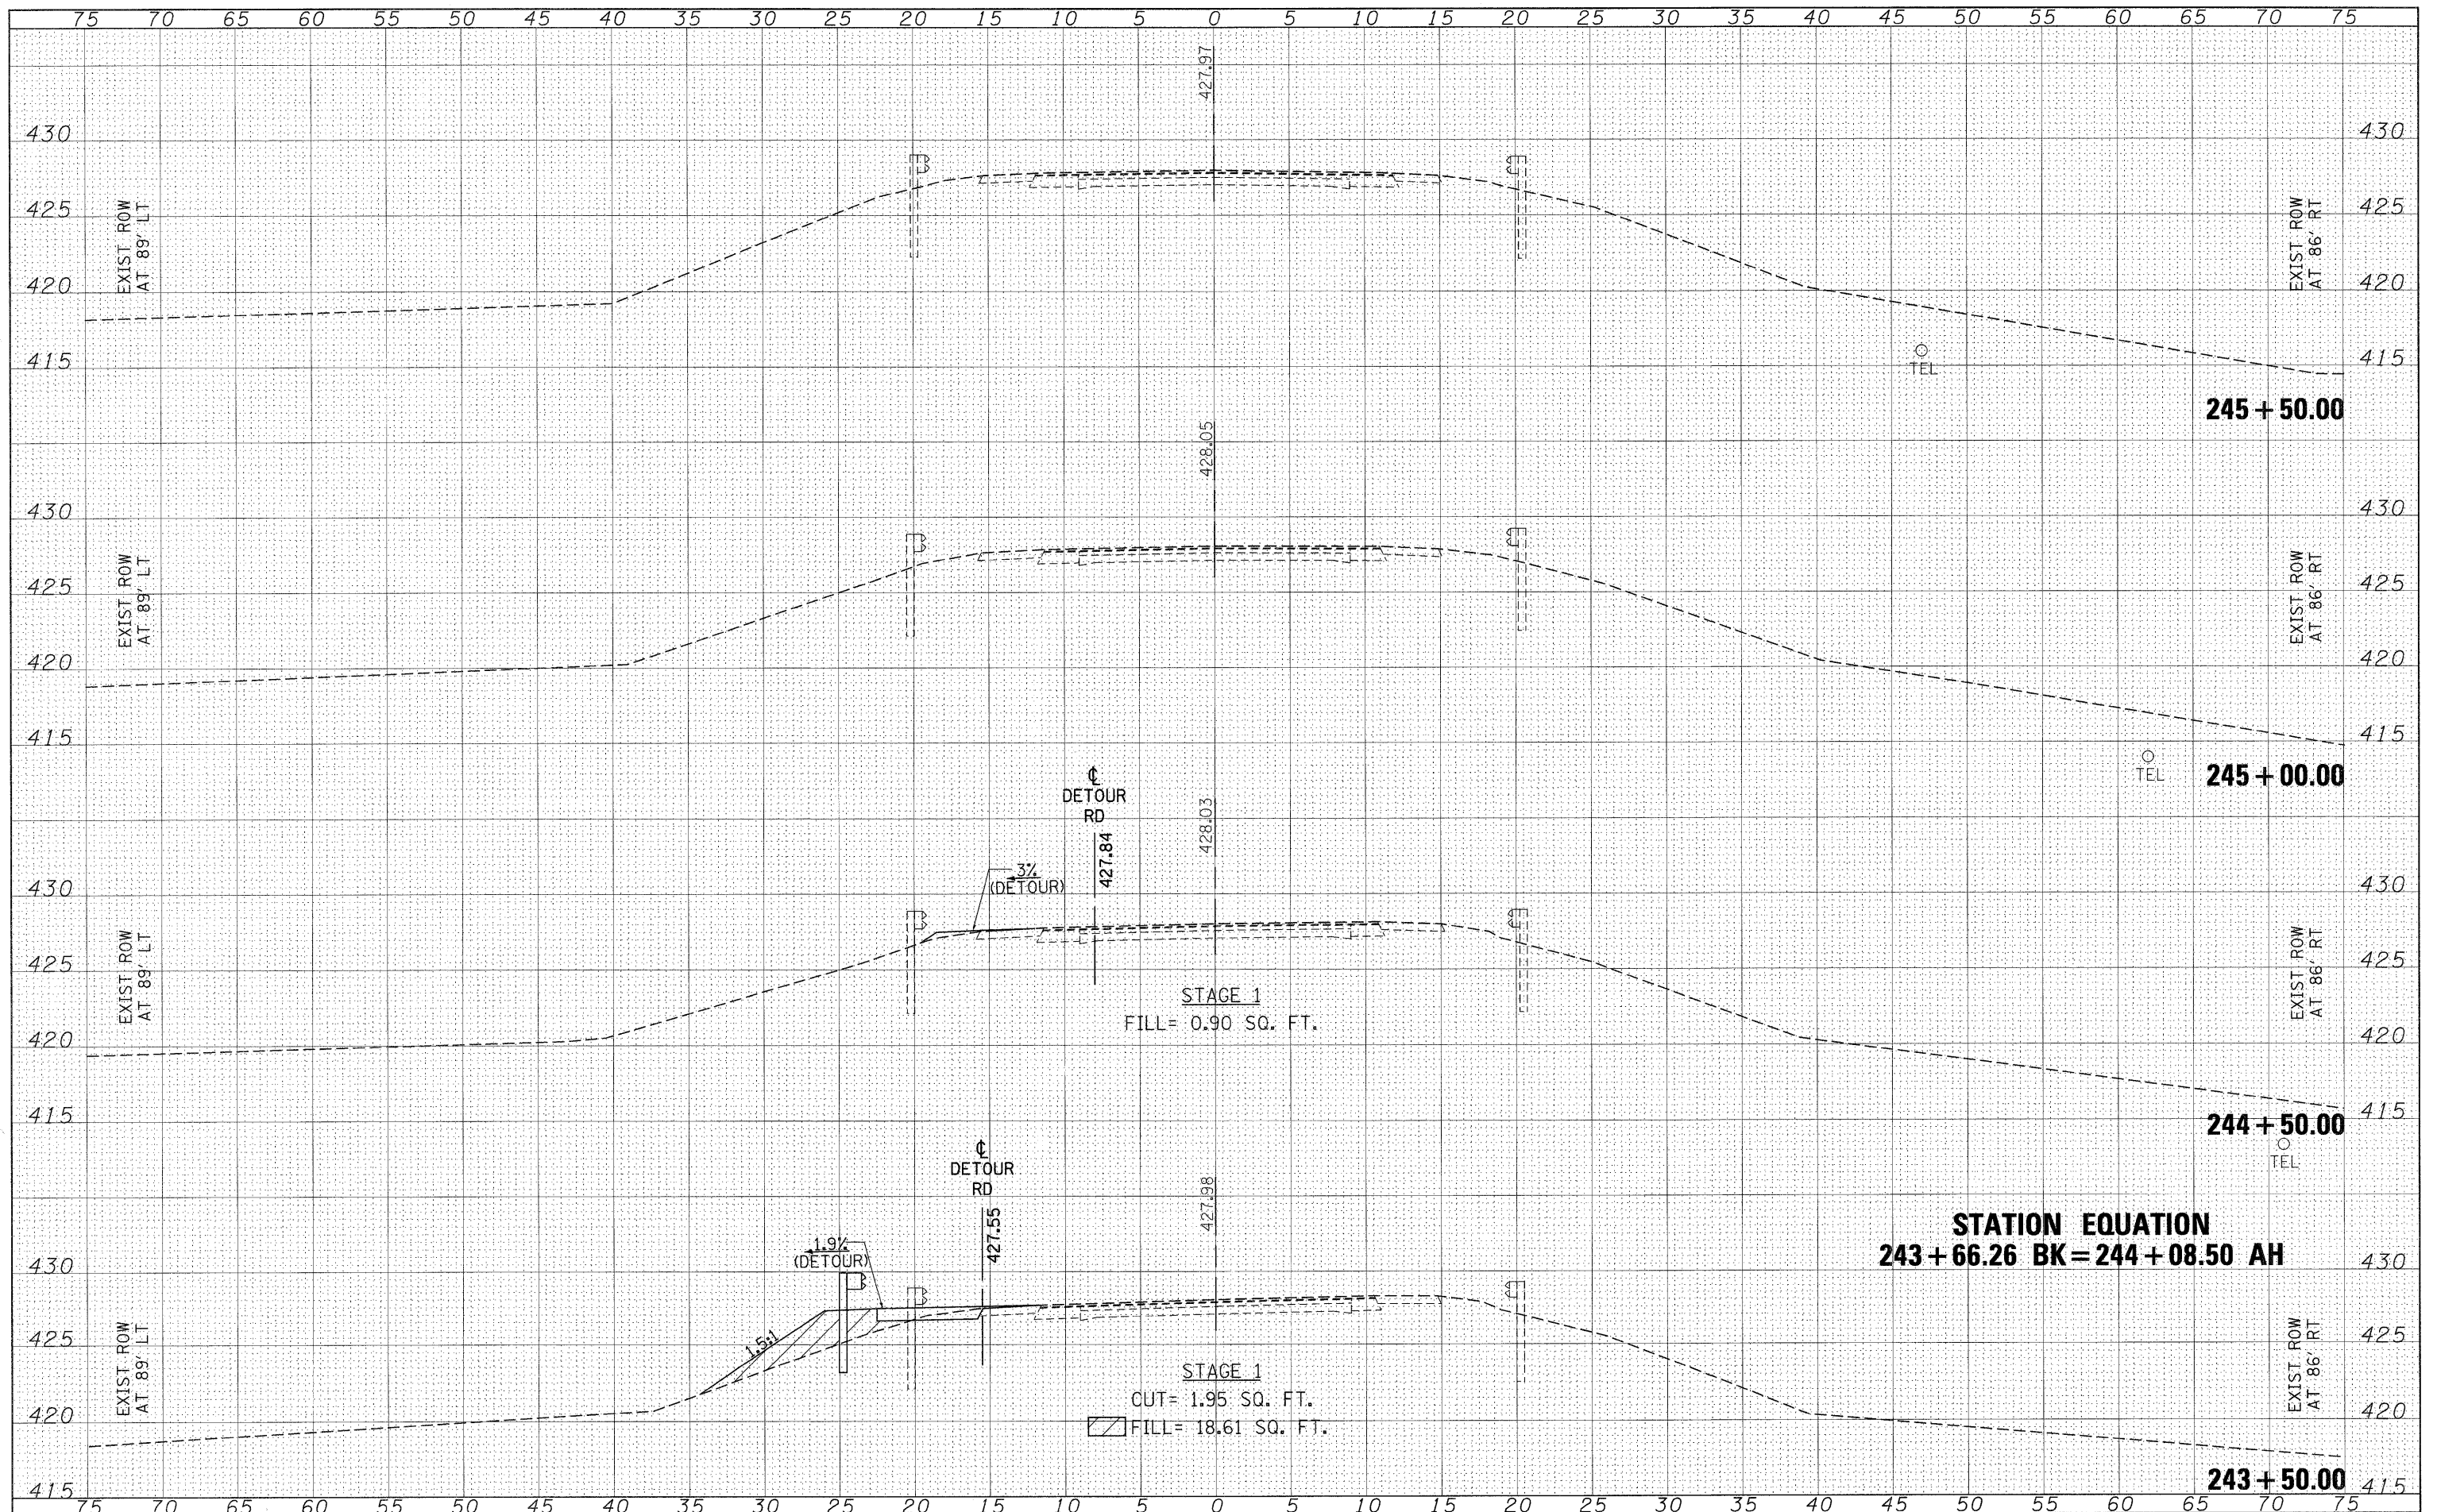 75 70 65 60 55 50 45 40 35 30 25 20 15 10 5 0 5 10 15 20 25 30 35 40 45 50 55 60 65 70 75
427.97
430 430
425 425
EXIST ROW
AT 89' LT
EXIST ROW
AT 86' RT
420 420
415 415
TEL
245+50.00
428.05
430 430
425 425
EXIST ROW
AT 89' LT
EXIST ROW
AT 86' RT
420 420
415 415
TEL
245+00.00
℄
DETOUR
RD
427.84
428.03
3%
(DETOUR)
430 430
425 425
EXIST ROW
AT 89' LT
EXIST ROW
AT 86' RT
STAGE 1
FILL= 0.90 SQ. FT.
420 420
415 415
244+50.00
TEL
℄
DETOUR
RD
427.55
427.98
STATION EQUATION
243+66.26 BK=244+08.50 AH
1.9%
(DETOUR)
430 430
425 425
1.5:1
EXIST ROW
AT 89' LT
EXIST ROW
AT 86' RT
STAGE 1
CUT= 1.95 SQ. FT.
FILL= 18.61 SQ. FT.
420 420
243+50.00
415 415
75 70 65 60 55 50 45 40 35 30 25 20 15 10 5 0 5 10 15 20 25 30 35 40 45 50 55 60 65 70 75